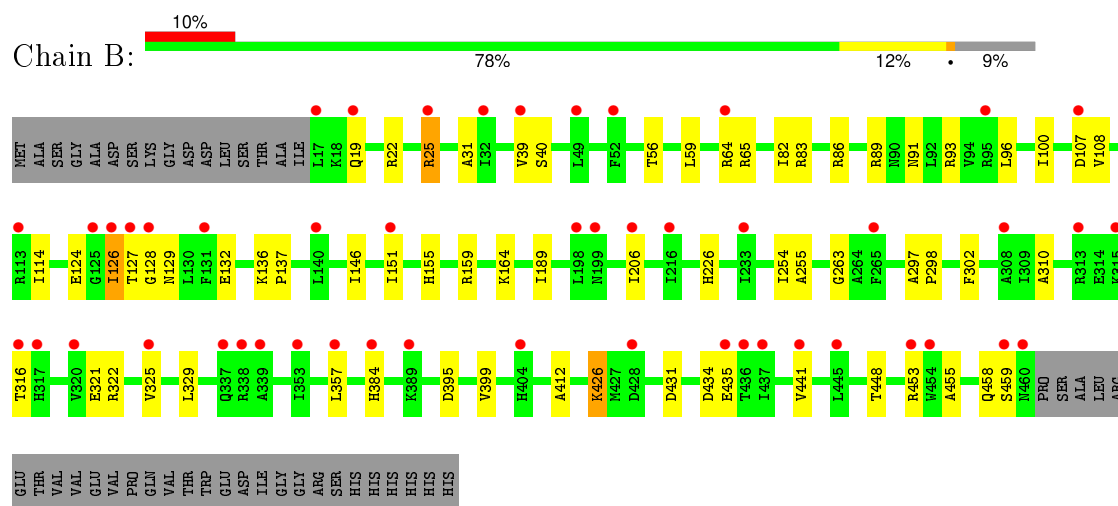 10%
Chain B:
78% 12% • 9%
MET ALA SER GLY ALA ASP SER LYS GLY ASP ASP LEU SER THR ALA ILE L17 K18 Q19 R22 R25 A31 I32 V39 S40 L49 F52 T56 L59 R64 R65 I82 R83 R86 R89 N90 N91 L92 R93 V94 R95 L96 I100 D107 V108
R113 I114 E124 G125 I126 T127 G128 N129 L130 F131 E132 K136 P137 L140 I146 I151 H155 R159 K164 I189 L198 N199 I206 I216 H226 I233 I254 A255 G263 A264 F265 A297 P298 F302 A308 I309 A310 R313 E314 K315
T316 H317 V320 E321 R322 V325 L329 Q337 R338 A339 I353 L357 H384 K389 D395 V399 H404 A412 K426 M427 D428 D431 D434 E435 T436 I437 V441 L445 T448 R453 W454 A455 Q458 S459 N460 PRO SER ALA LEU ARG
GLU THR VAL VAL GLU VAL PRO GLN VAL THR TRP GLU ASP ILE GLY GLY ARG SER HIS HIS HIS HIS HIS HIS